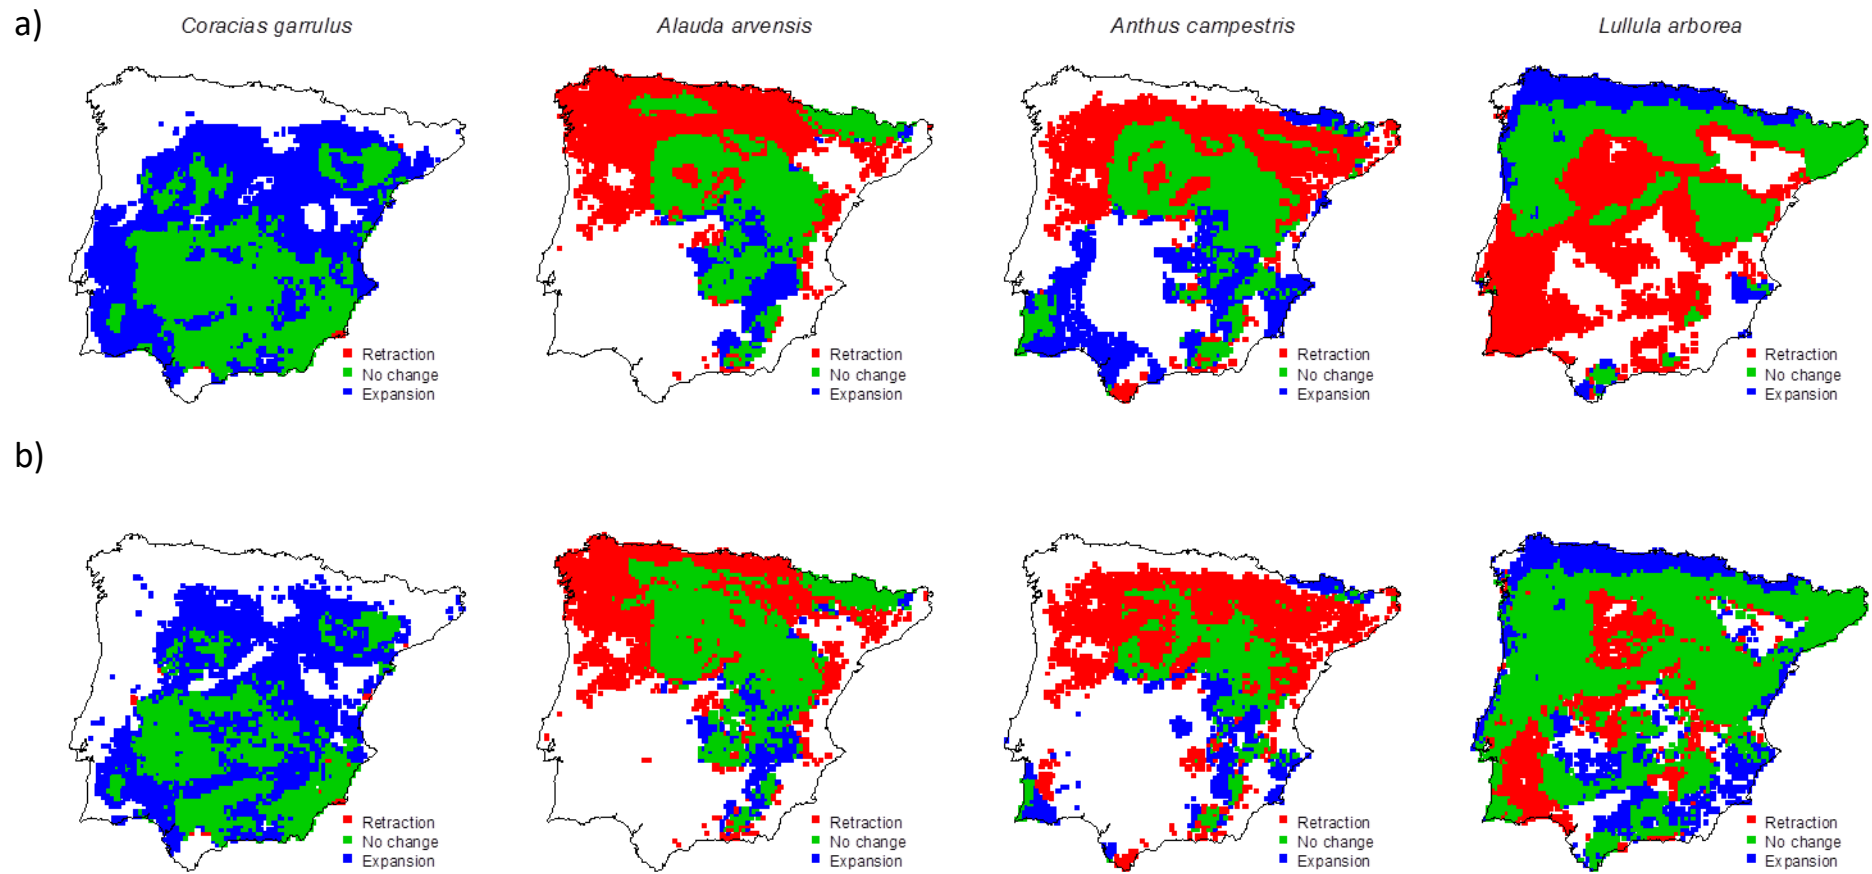 a)
Coracias garrulus
Alauda arvensis
Anthus campestris
Lullula arborea
Retraction
No change
Expansion
Retraction
No change
Expansion
Retraction
No change
Expansion
Retraction
No change
Expansion
b)
Retraction
No change
Expansion
Retraction
No change
Expansion
Retraction
No change
Expansion
Retraction
No change
Expansion